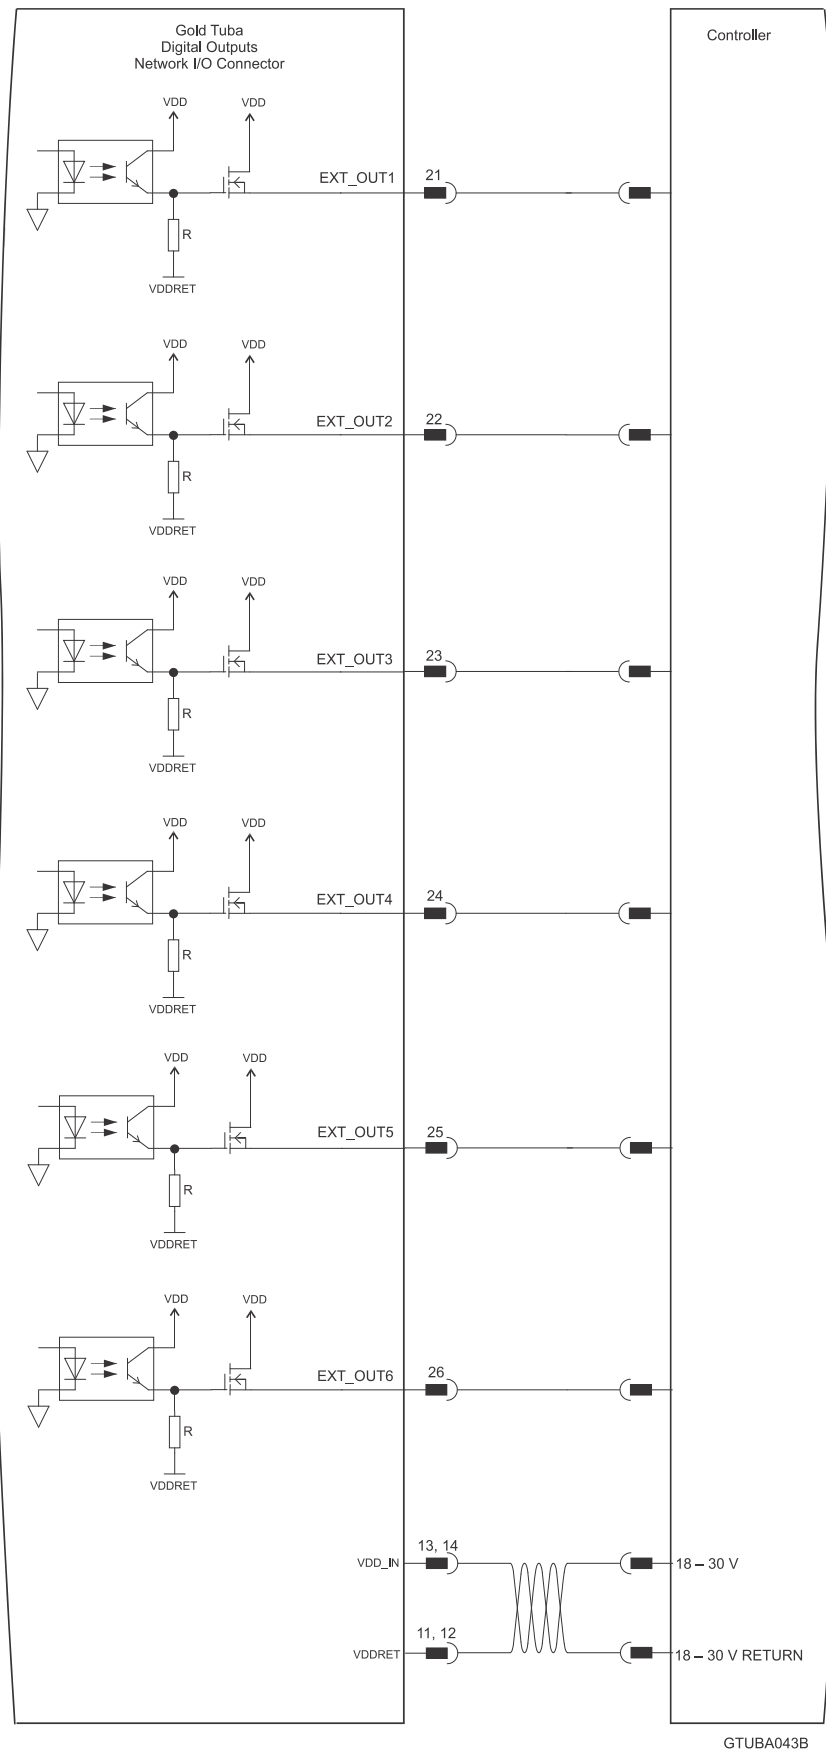 Gold Tuba
Digital Outputs
Network I/O Connector
Controller
VDD
VDD
EXT_OUT1
21
R
VDDRET
VDD
VDD
EXT_OUT2
22
R
VDDRET
VDD
VDD
EXT_OUT3
23
R
VDDRET
VDD
VDD
EXT_OUT4
24
R
VDDRET
VDD
VDD
EXT_OUT5
25
R
VDDRET
VDD
VDD
EXT_OUT6
26
R
VDDRET
VDD_IN
13, 14
18 – 30 V
VDDRET
11, 12
18 – 30 V RETURN
GTUBA043B